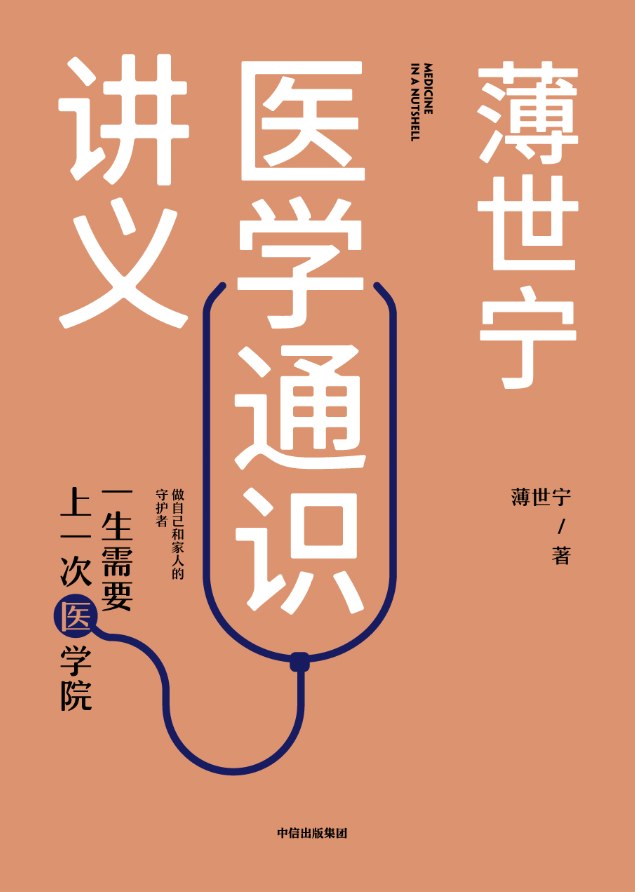 薄世宁
医学通识
讲义
MEDICINE
IN A NUTSHELL
薄世宁
/
著
做自己和家人的
守护者
一生需要
上一次医学院
中信出版集团